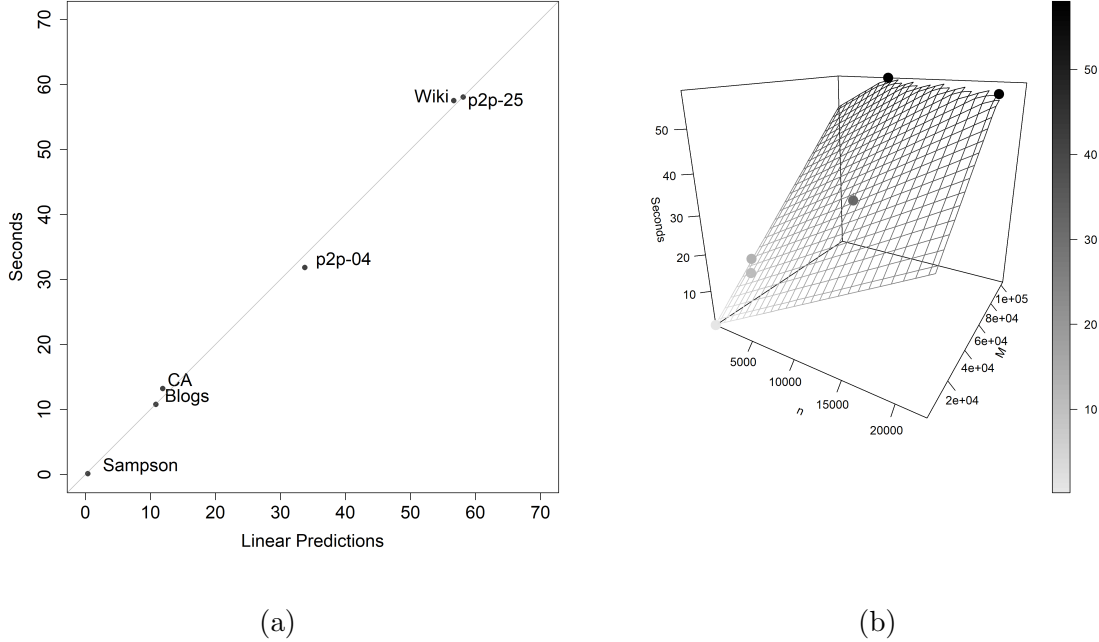 70
60
50
40
30
20
10
0
Seconds
Wiki
p2p-25
p2p-04
CA
Blogs
Sampson
0 10 20 30 40 50 60 70
Linear Predictions
(a)
50
40
30
20
10
Seconds
5000
10000
15000
20000
n
1e+05
8e+04
6e+04
4e+04
2e+04
M
50
40
30
20
10
(b)